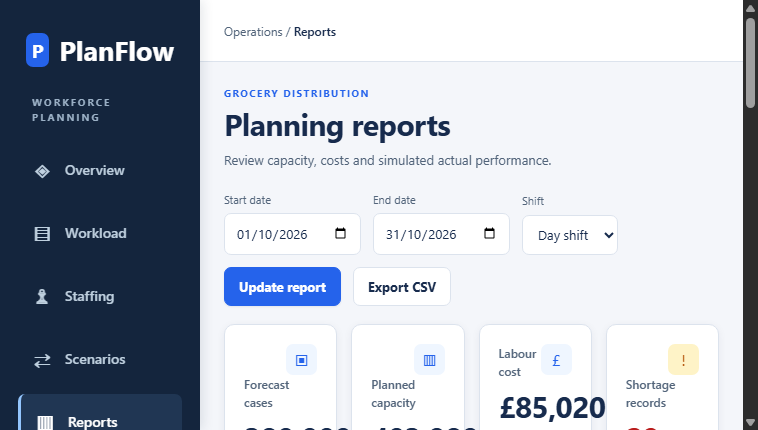 P PlanFlow
WORKFORCE
PLANNING
Overview
Workload
Staffing
Scenarios
Reports
Operations / Reports
GROCERY DISTRIBUTION
Planning reports
Review capacity, costs and simulated actual performance.
Start date
End date
Shift
01/10/2026
31/10/2026
Day shift
Update report
Export CSV
Forecast
cases
Planned
capacity
Labour
cost
£
£85,020
!
Shortage
records